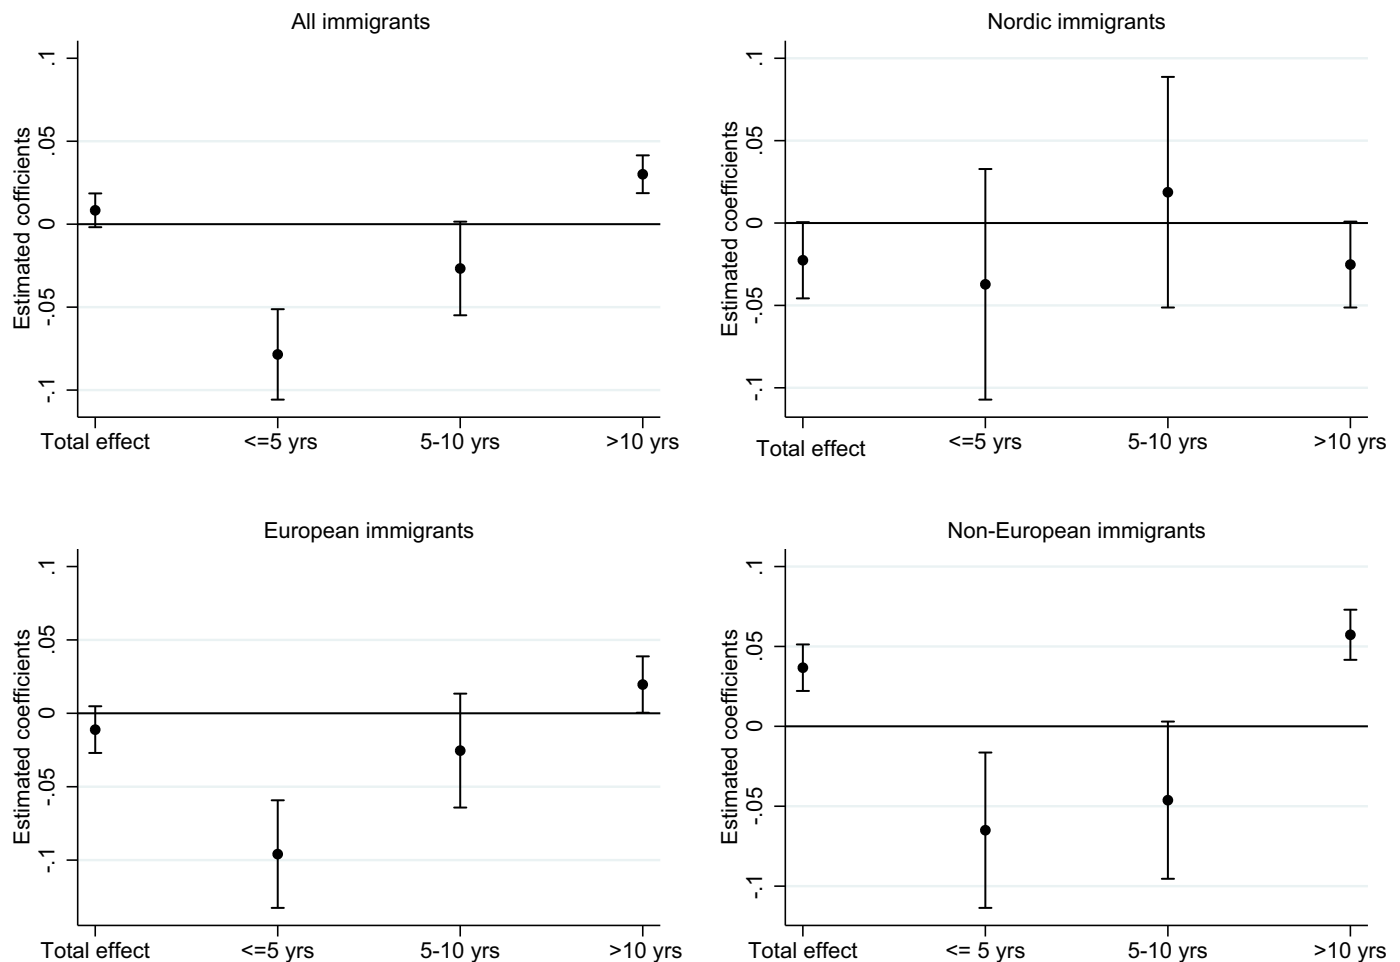 All immigrants
Estimated cofficients
.1
.05
0
-.05
-.1
Total effect
<=5 yrs
5-10 yrs
>10 yrs
Nordic immigrants
Estimated coefficients
.1
.05
0
-.05
-.1
Total effect
<=5 yrs
5-10 yrs
>10 yrs
European immigrants
Estimated coefficients
.1
.05
0
-.05
-.1
Total effect
<=5 yrs
5-10 yrs
>10 yrs
Non-European immigrants
Estimated coefficients
.1
.05
0
-.05
-.1
Total effect
<= 5 yrs
5-10 yrs
>10 yrs